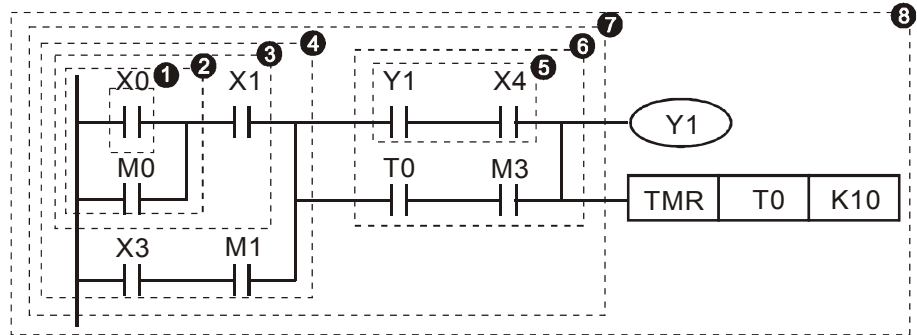 7 8
4 6
3
1 2 5
X0 X1 Y1 X4
Y1
M0 T0 M3
TMR T0 K10
X3 M1